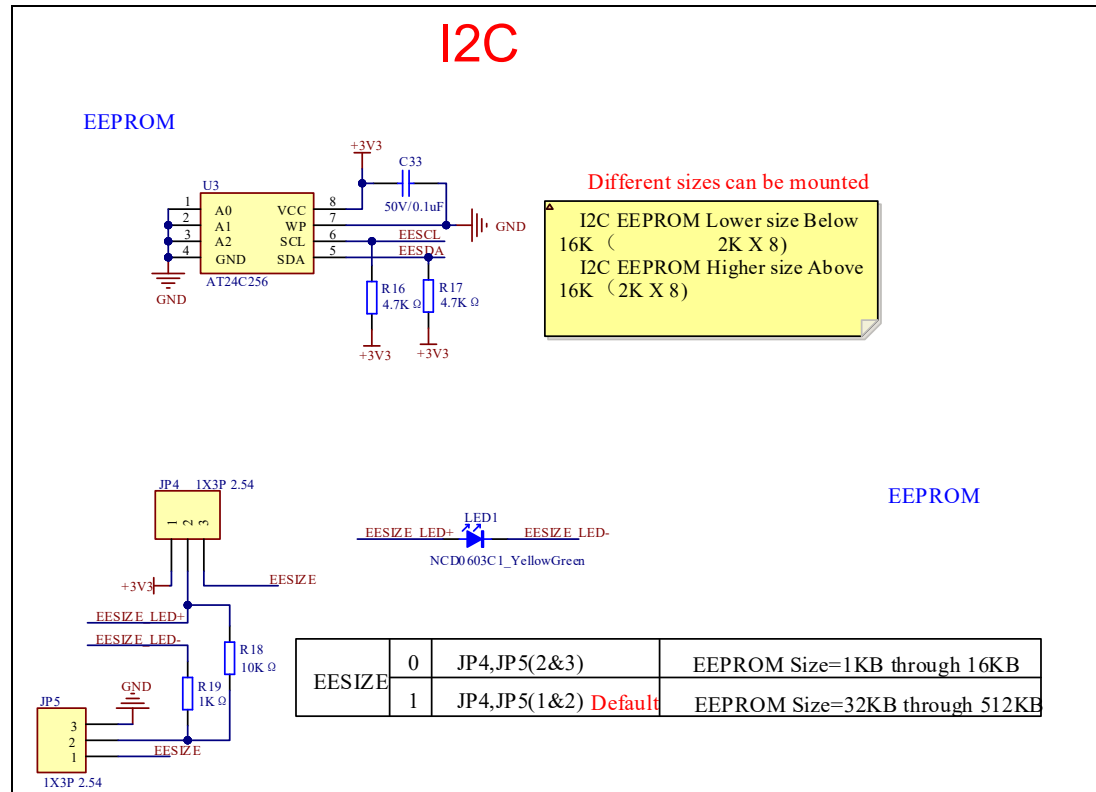 I2C
EEPROM
+3V3
C33
50V/0.1uF
U3
1 A0 VCC 8
2 A1 WP 7
3 A2 SCL 6
4 GND SDA 5
AT24C256
GND
GND
EESCL
EESDA
R16
4.7K Ω
R17
4.7K Ω
+3V3
+3V3
Different sizes can be mounted
I2C EEPROM Lower size Below
16K （ 2K X 8)
I2C EEPROM Higher size Above
16K （2K X 8)
EEPROM
JP4 1X3P 2.54
1 2 3
+3V3
EESIZE
EESIZE_LED+
EESIZE_LED-
R18
10K Ω
R19
1K Ω
GND
JP5
3
2
1
EESIZE
1X3P 2.54
LED1
EESIZE_LED+ EESIZE_LED-
NCD0603C1_YellowGreen
EESIZE
0 JP4,JP5(2&3) EEPROM Size=1KB through 16KB
1 JP4,JP5(1&2) Default EEPROM Size=32KB through 512KB